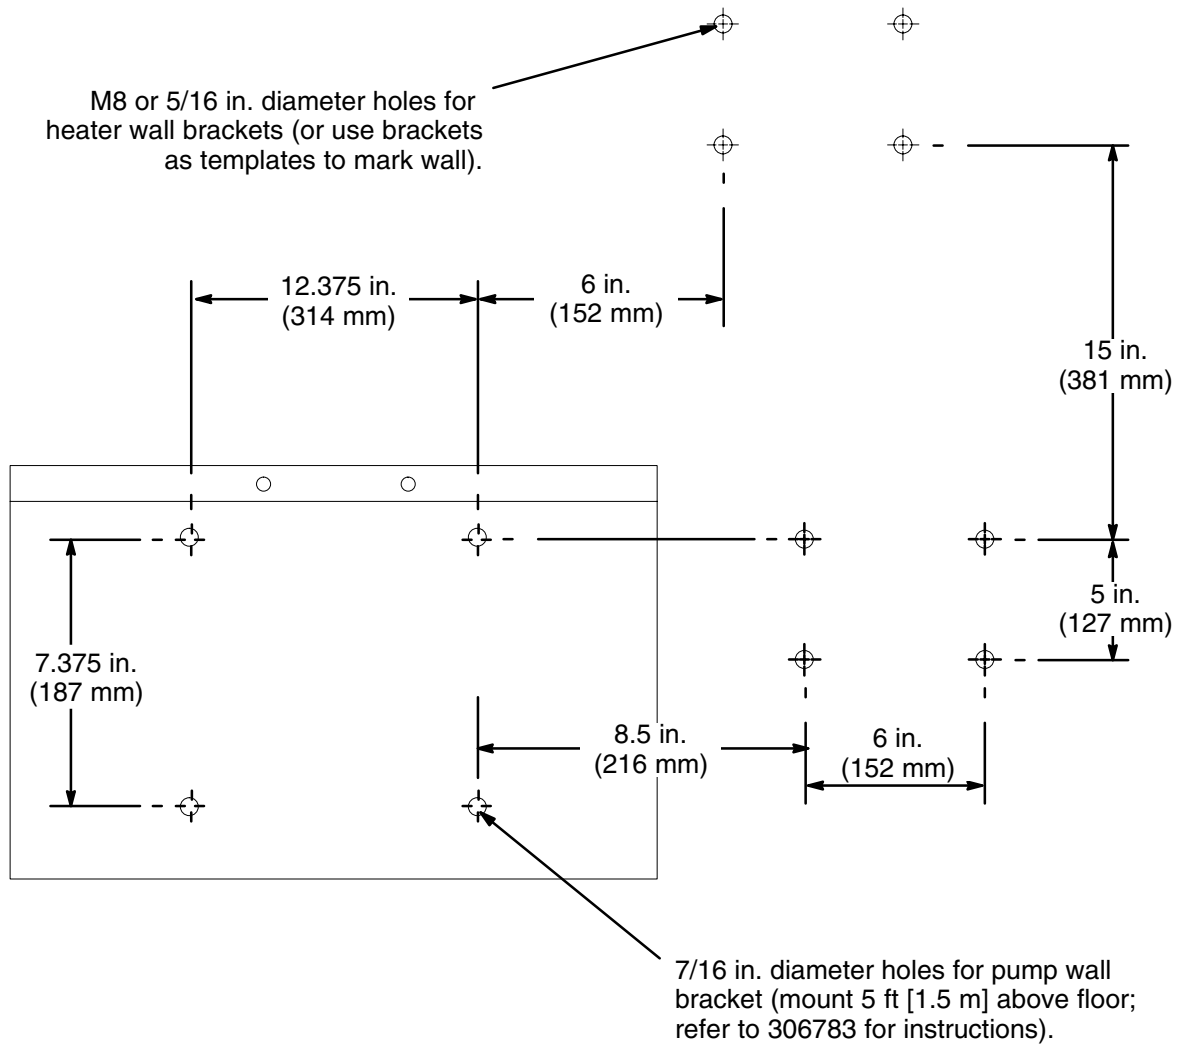 M8 or 5/16 in. diameter holes for
heater wall brackets (or use brackets
as templates to mark wall).
12.375 in.
(314 mm)
6 in.
(152 mm)
15 in.
(381 mm)
5 in.
(127 mm)
7.375 in.
(187 mm)
8.5 in.
(216 mm)
6 in.
(152 mm)
7/16 in. diameter holes for pump wall
bracket (mount 5 ft [1.5 m] above floor;
refer to 306783 for instructions).